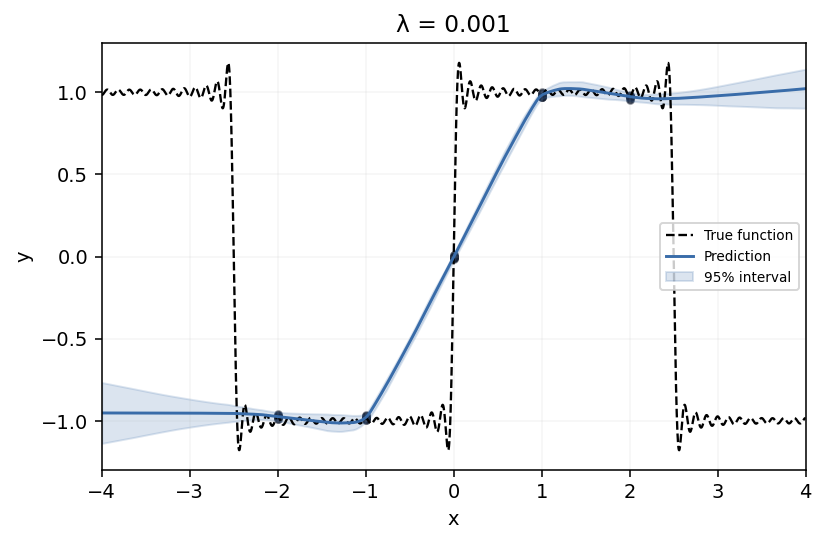 λ = 0.001
1.0
0.5
0.0
−0.5
−1.0
y
True function
Prediction
95% interval
−4 −3 −2 −1 0 1 2 3 4
x